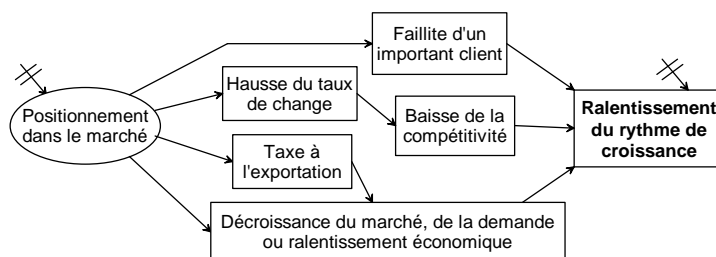 Faillite d'un
important client
Hausse du taux
de change
Positionnement
dans le marché
Baisse de la
compétitivité
Ralentissement
du rythme de
croissance
Taxe à
l'exportation
Décroissance du marché, de la demande
ou ralentissement économique